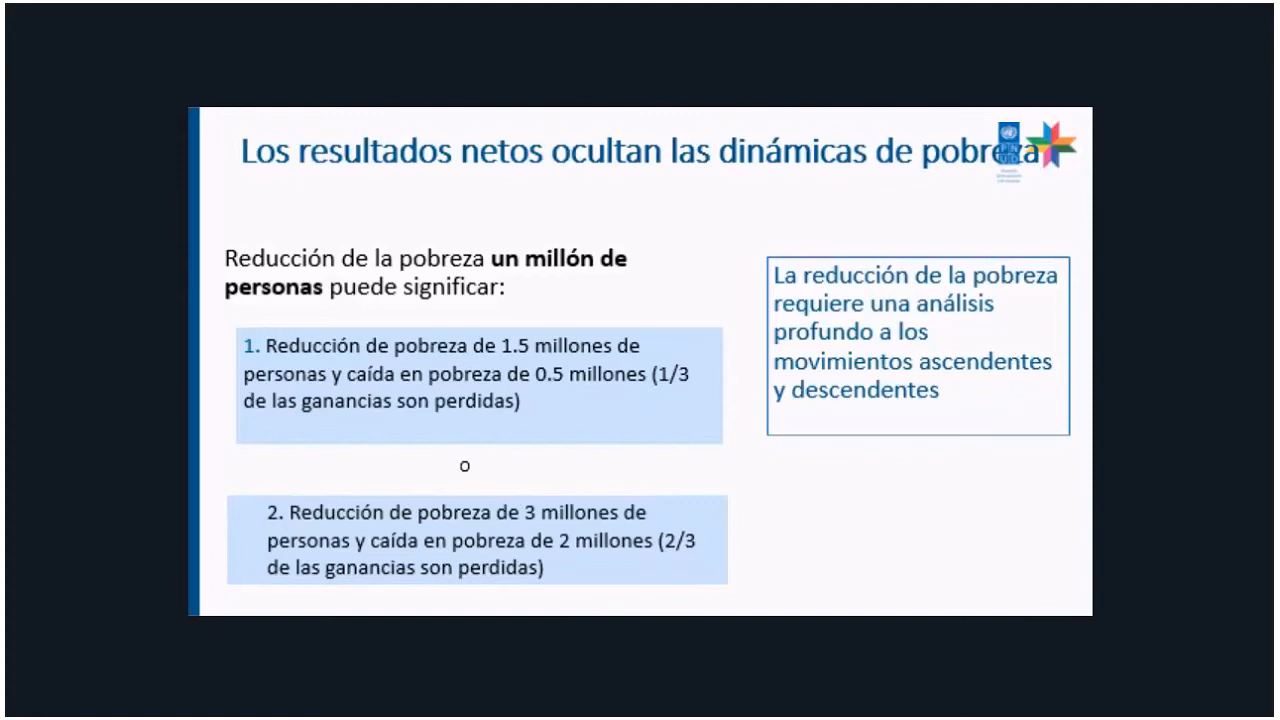 Los resultados netos ocultan las dinámicas de pobreza
Reducción de la pobreza un millón de
personas puede significar:
1. Reducción de pobreza de 1.5 millones de
personas y caída en pobreza de 0.5 millones (1/3
de las ganancias son perdidas)
o
2. Reducción de pobreza de 3 millones de
personas y caída en pobreza de 2 millones (2/3
de las ganancias son perdidas)
La reducción de la pobreza
requiere una análisis
profundo a los
movimientos ascendentes
y descendentes